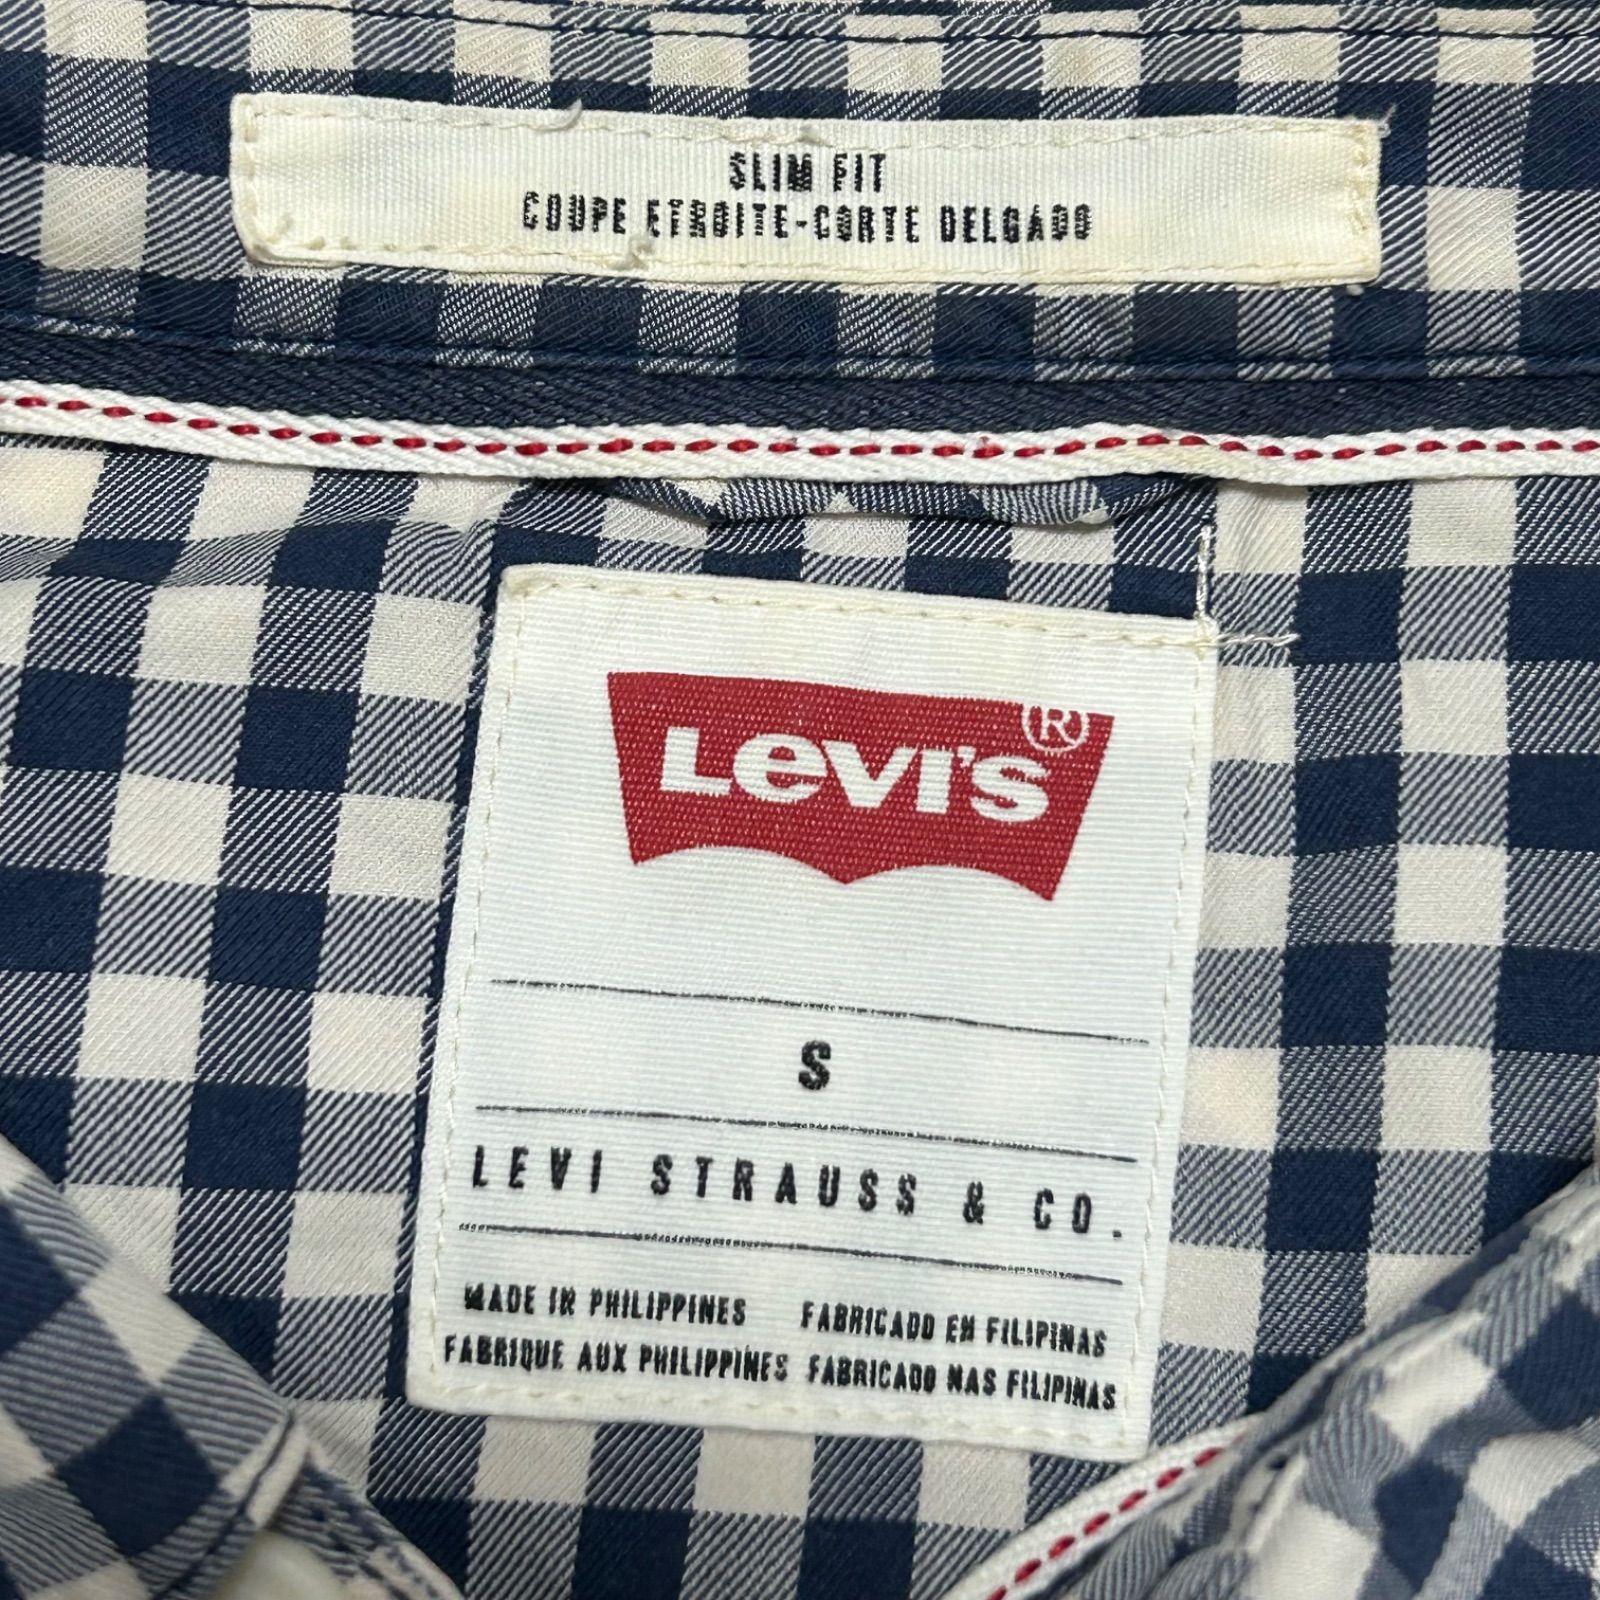 SLIM FIT
COUPE ETROITE-CORTE DELGADO
LEVI'S®
S
LEVI STRAUSS & CO.
MADE IN PHILIPPINES FABRICADO EN FILIPINAS
FABRIQUE AUX PHILIPPINES FABRICADO NAS FILIPINAS